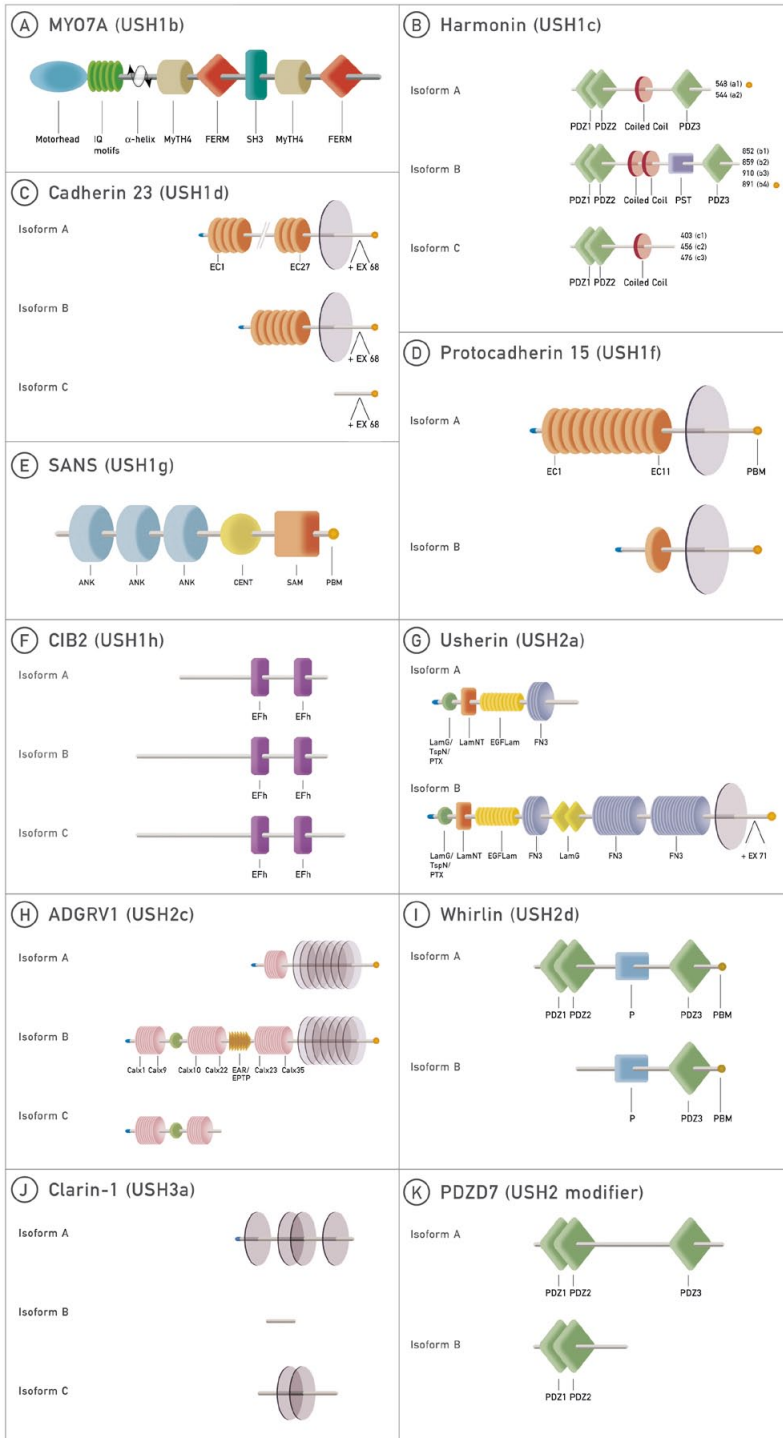 A MYO7A (USH1b)
Motorhead IQ motifs α-helix MyTH4 FERM SH3 MyTH4 FERM
B Harmonin (USH1c)
Isoform A
548 (a1)
544 (a2)
PDZ1 PDZ2 Coiled Coil PDZ3
Isoform B
852 (b1)
859 (b2)
910 (b3)
891 (b4)
PDZ1 PDZ2 Coiled Coil PST PDZ3
Isoform C
403 (c1)
456 (c2)
476 (c3)
PDZ1 PDZ2 Coiled Coil
C Cadherin 23 (USH1d)
Isoform A
EC1 EC27 + EX 68
Isoform B
+ EX 68
Isoform C
+ EX 68
D Protocadherin 15 (USH1f)
Isoform A
EC1 EC11 PBM
Isoform B
E SANS (USH1g)
ANK ANK ANK CENT SAM PBM
F CIB2 (USH1h)
Isoform A
EFh EFh
Isoform B
EFh EFh
Isoform C
EFh EFh
G Usherin (USH2a)
Isoform A
LamG/
TspN/
PTX
LamNT EGFLam FN3
Isoform B
LamG/
TspN/
PTX
LamNT EGFLam FN3 LamG FN3 FN3 + EX 71
H ADGRV1 (USH2c)
Isoform A
Isoform B
Calx1 Calx9 Calx10 Calx22 EAR/
EPTP
Calx23 Calx35
Isoform C
I Whirlin (USH2d)
Isoform A
PDZ1 PDZ2 P PDZ3 PBM
Isoform B
P PDZ3 PBM
J Clarin-1 (USH3a)
Isoform A
Isoform B
Isoform C
K PDZD7 (USH2 modifier)
Isoform A
PDZ1 PDZ2 PDZ3
Isoform B
PDZ1 PDZ2